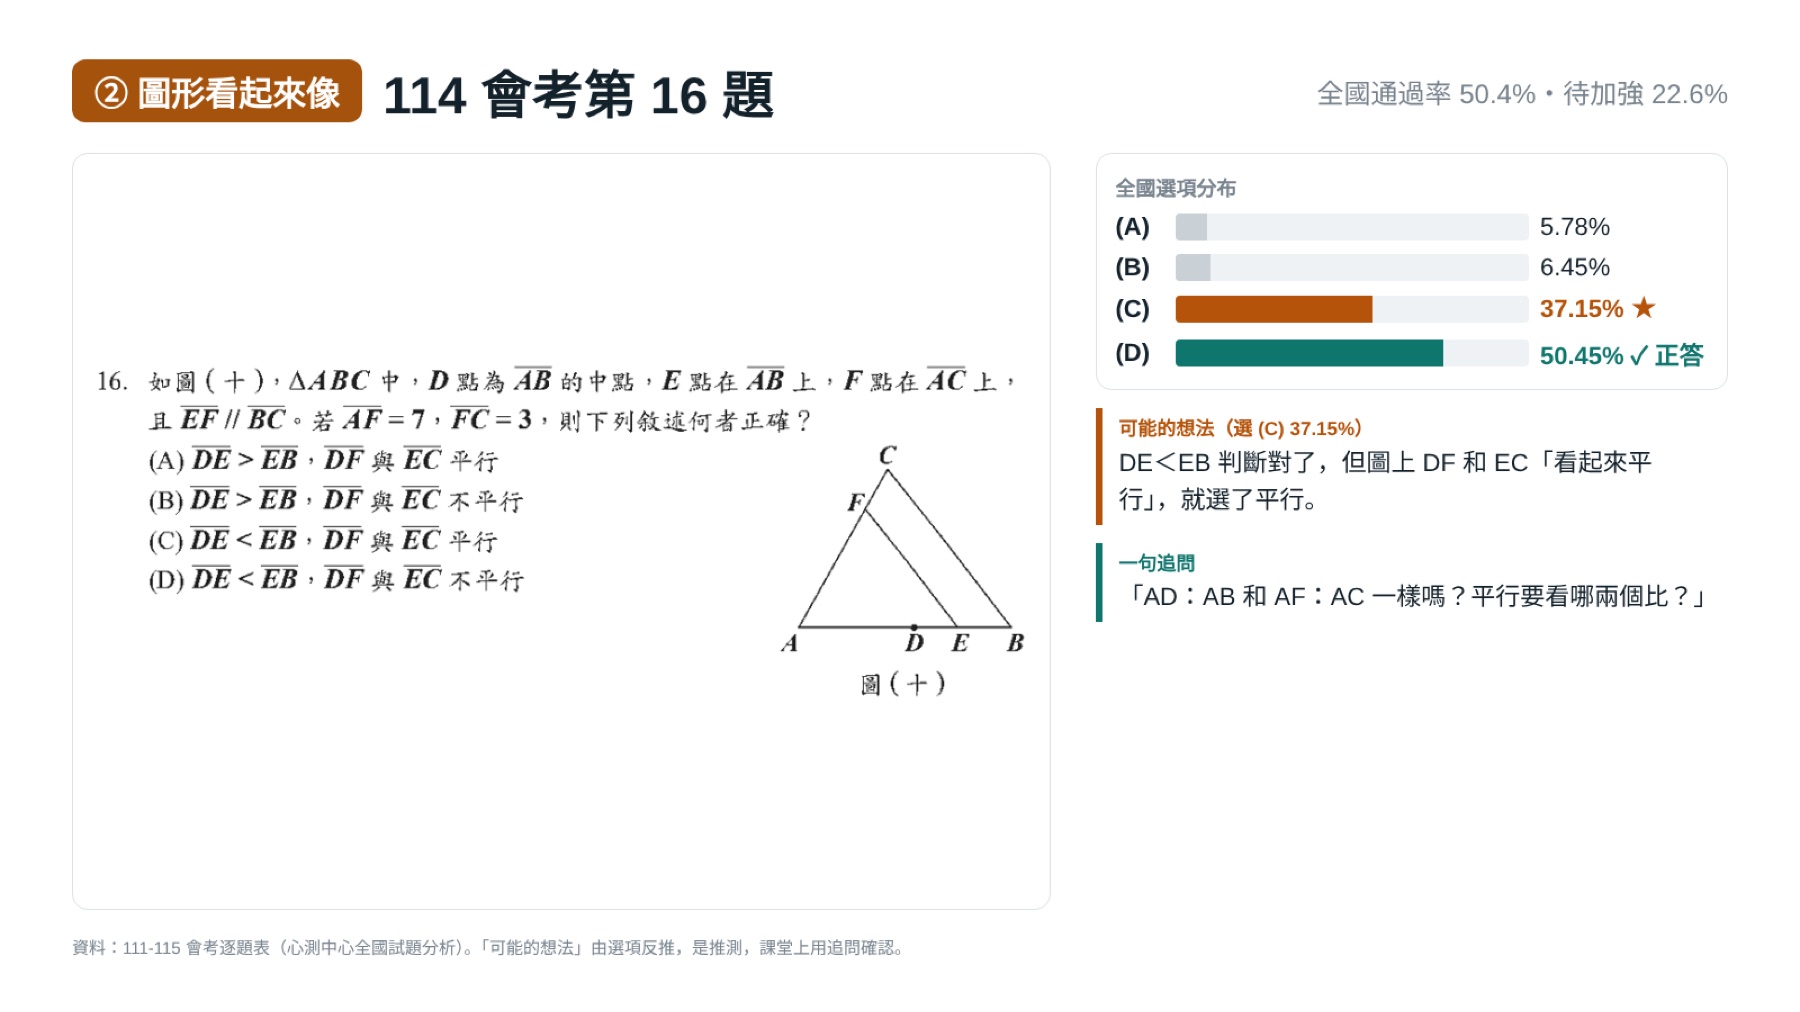 ② 圖形看起來像
114 會考第 16 題
全國通過率 50.4%・待加強 22.6%
16. 如圖(十),ΔABC 中,D 點為 AB 的中點,E 點在 AB 上,F 點在 AC 上,
且 EF // BC。若 AF = 7,FC = 3,則下列敘述何者正確?
(A) DE > EB,DF 與 EC 平行
(B) DE > EB,DF 與 EC 不平行
(C) DE < EB,DF 與 EC 平行
(D) DE < EB,DF 與 EC 不平行
C
F
A
D
E
B
圖(十)
全國選項分布
(A) 5.78%
(B) 6.45%
(C) 37.15% ★
(D) 50.45% ✓ 正答
可能的想法(選 (C) 37.15%)
DE<EB 判斷對了,但圖上 DF 和 EC「看起來平
行」,就選了平行。
一句追問
「AD:AB 和 AF:AC 一樣嗎?平行要看哪兩個比?」
資料:111-115 會考逐題表(心測中心全國試題分析)。「可能的想法」由選項反推,是推測,課堂上用追問確認。